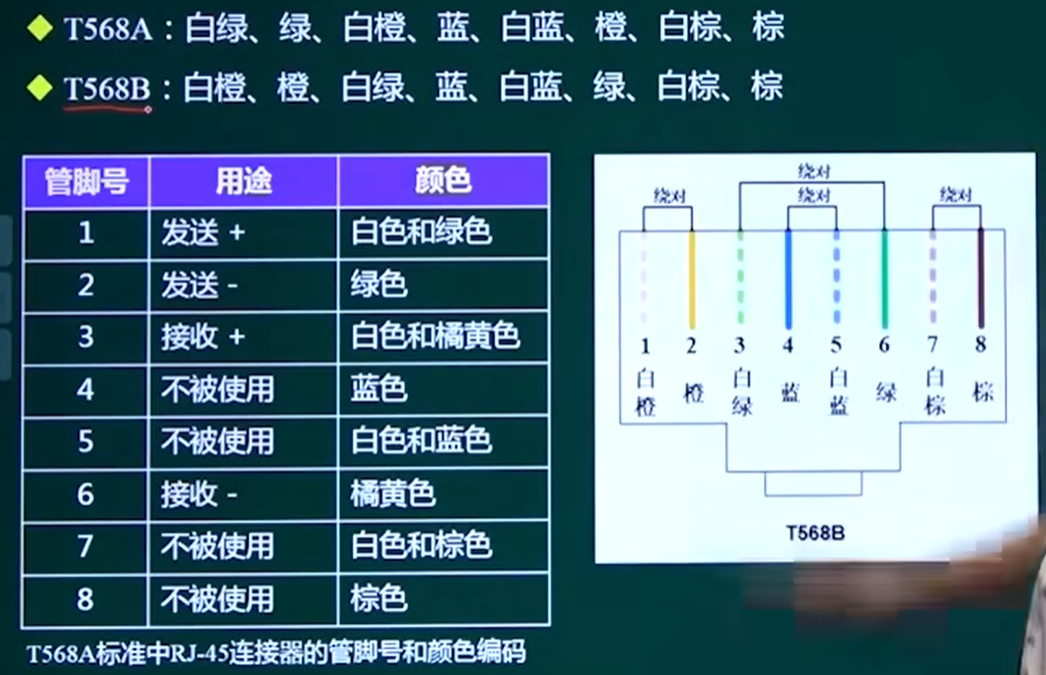 T568A：白绿、绿、白橙、蓝、白蓝、橙、白棕、棕
T568B：白橙、橙、白绿、蓝、白蓝、绿、白棕、棕
管脚号 用途 颜色
1 发送 + 白色和绿色
2 发送 - 绿色
3 接收 + 白色和橘黄色
4 不被使用 蓝色
5 不被使用 白色和蓝色
6 接收 - 橘黄色
7 不被使用 白色和棕色
8 不被使用 棕色
T568A标准中RJ-45连接器的管脚号和颜色编码
绕对
绕对 绕对 绕对
1 2 3 4 5 6 7 8
白橙 橙 白绿 蓝 白蓝 绿 白棕 棕
T568B